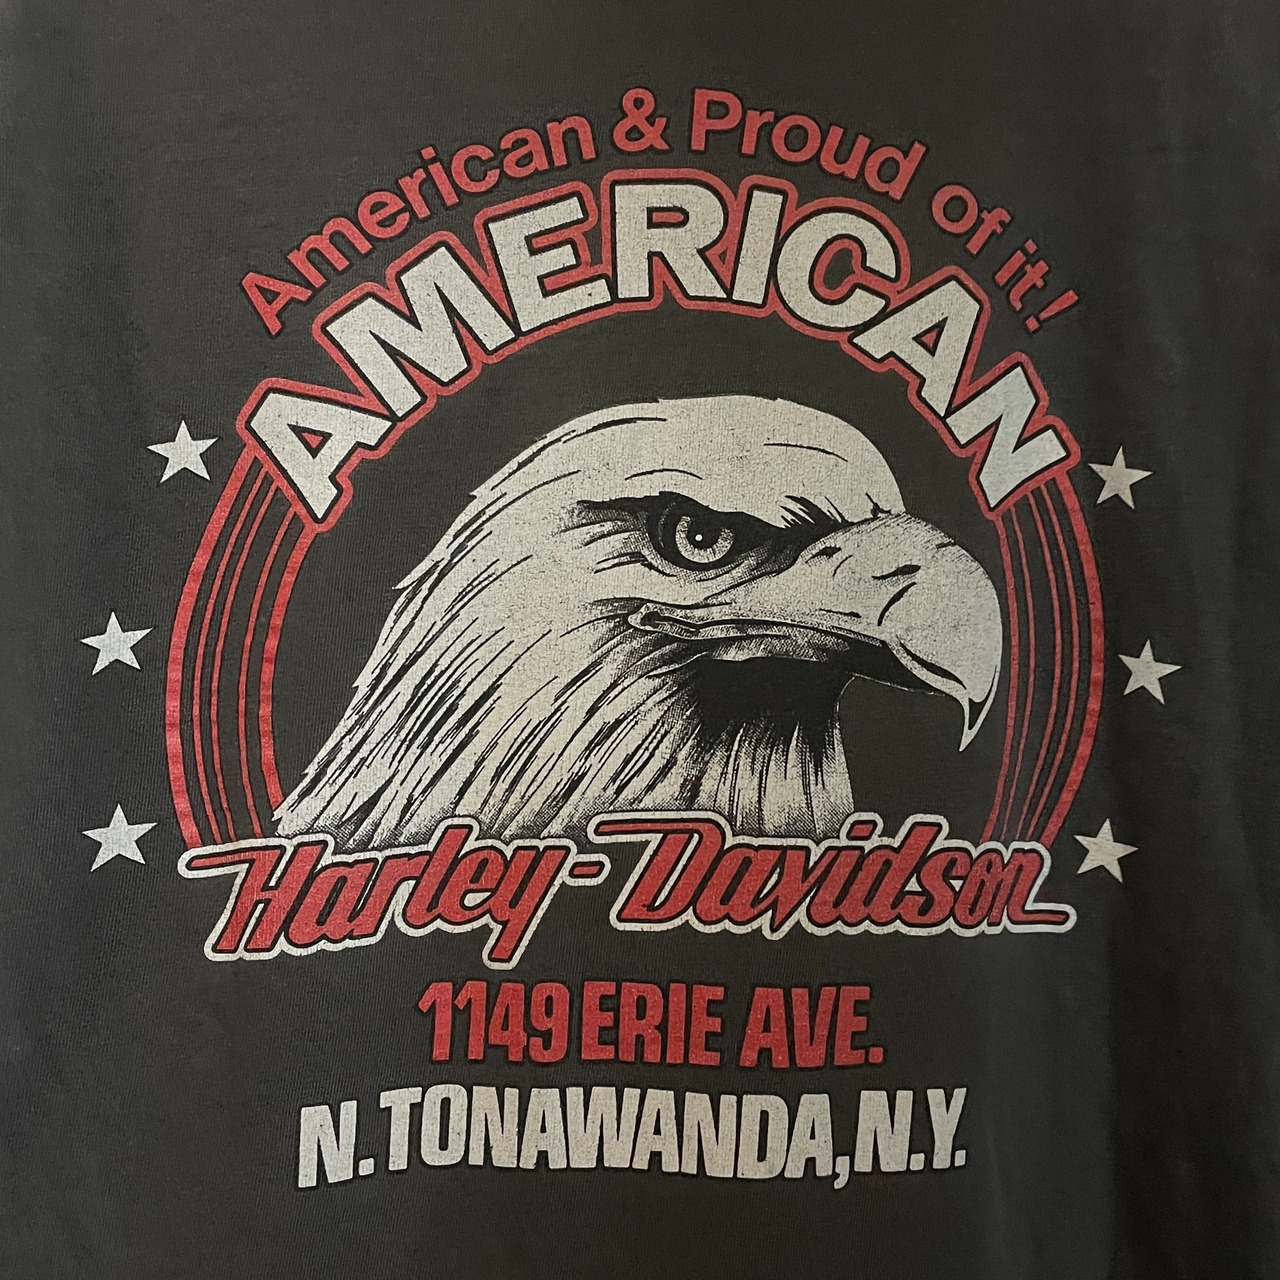 American & Proud of it!
AMERICAN
Harley-Davidson
1149 ERIE AVE.
N. TONAWANDA, N.Y.